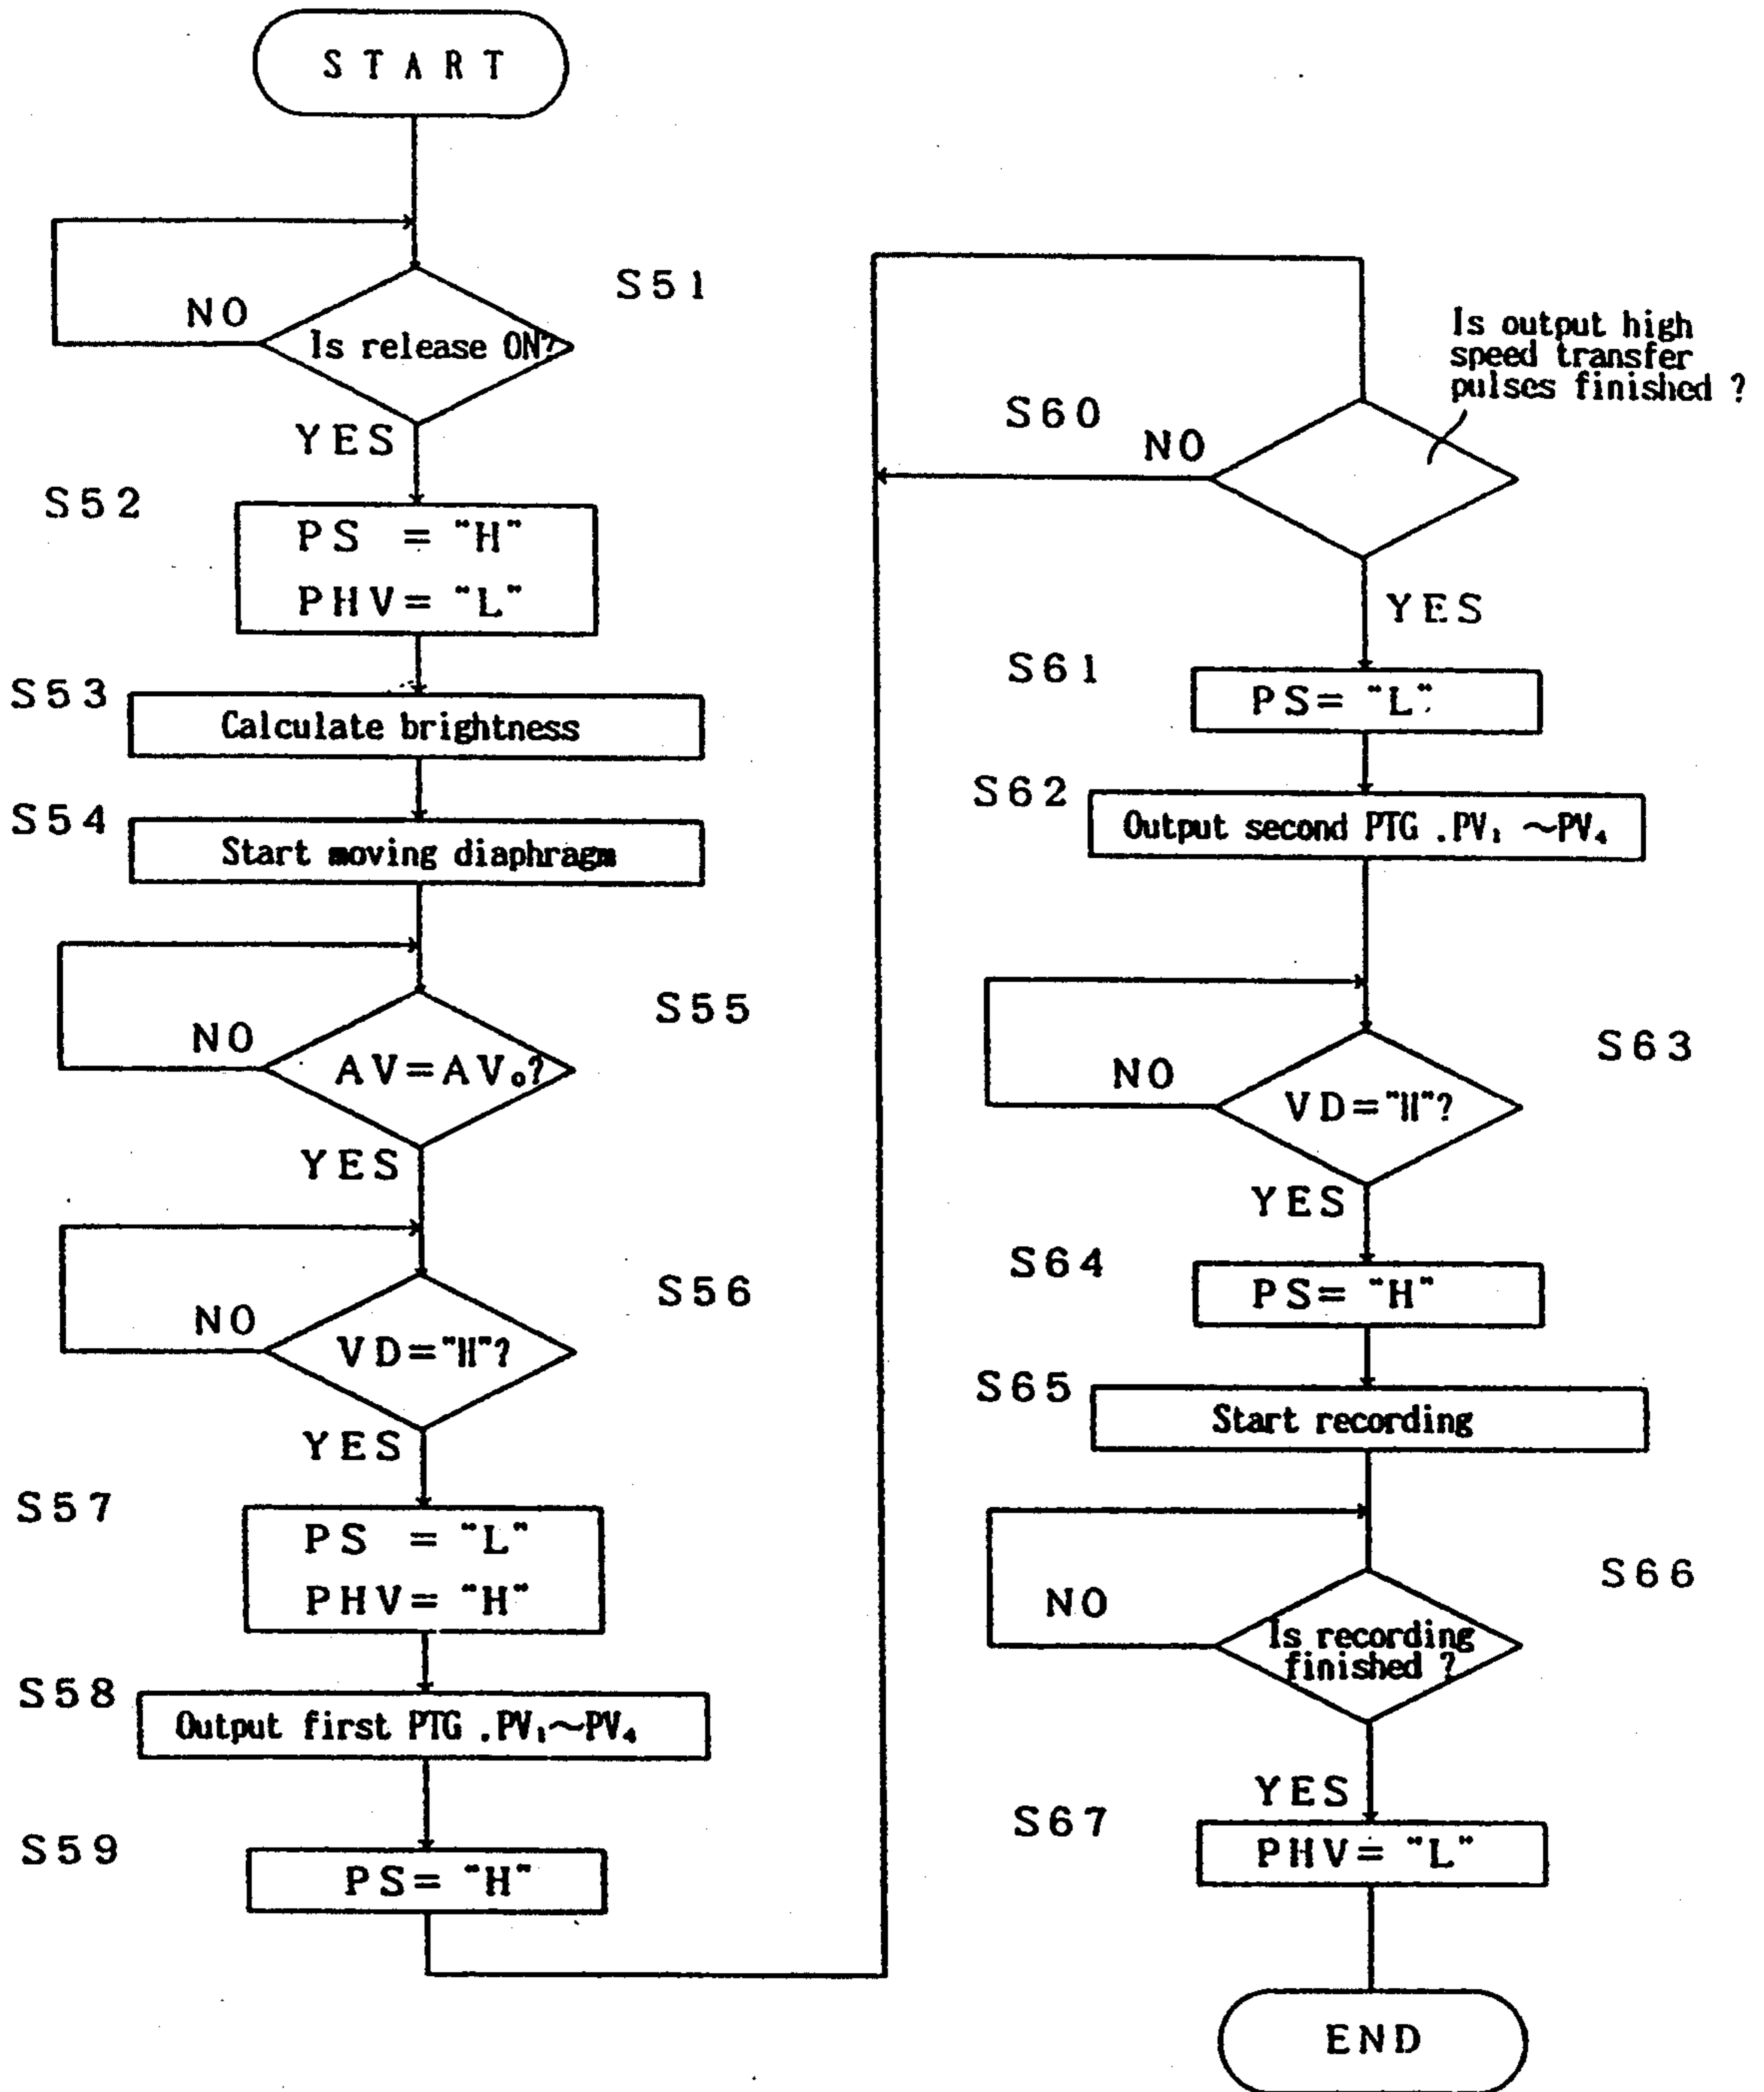 START
S51
NO
Is release ON?
YES
S52
PS = "H"
PHV= "L"
S53
Calculate brightness
S54
Start moving diaphragm
S55
NO
AV=AV₀?
YES
S56
NO
VD="H"?
YES
S57
PS = "L"
PHV= "H"
S58
Output first PTG .PV₁~PV₄
S59
PS= "H"
Is output high
speed transfer
pulses finished ?
S60
NO
YES
S61
PS= "L"
S62
Output second PTG .PV₁ ~PV₄
S63
NO
VD="H"?
YES
S64
PS= "H"
S65
Start recording
S66
NO
Is recording
finished ?
YES
S67
PHV= "L"
END